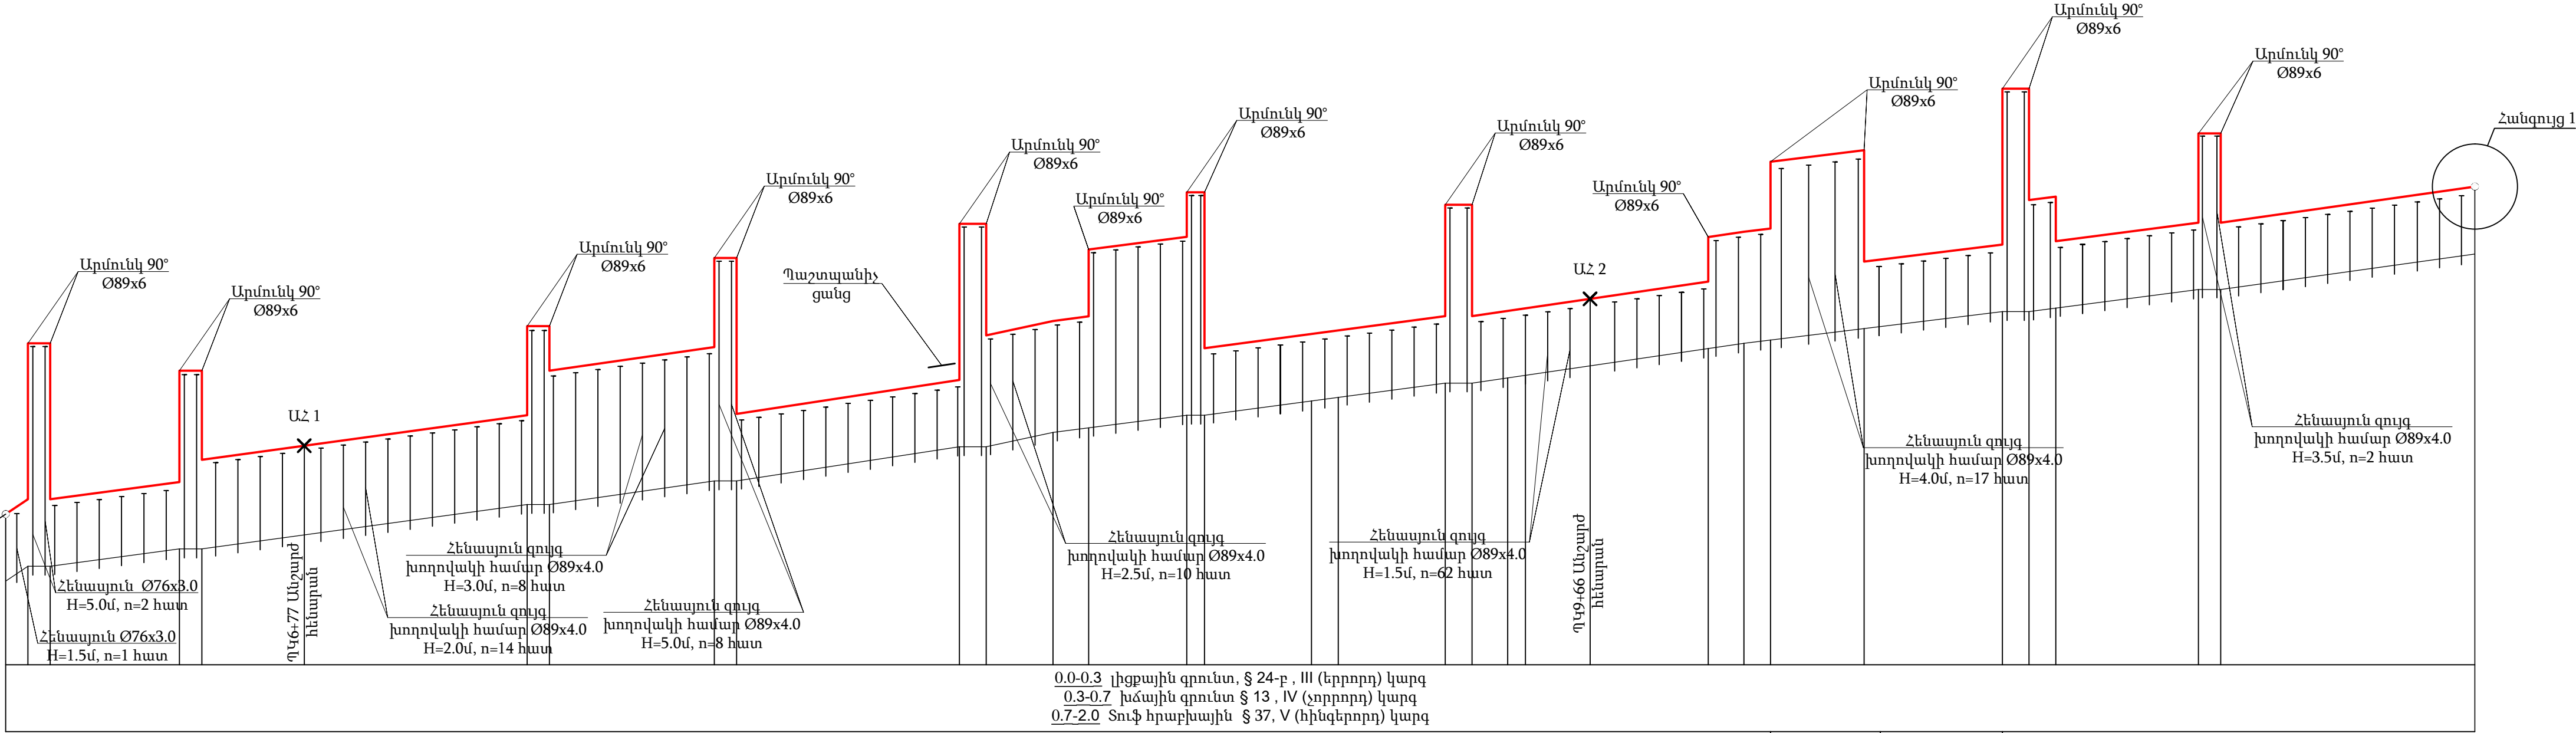 Արմունկ 90°
Ø89x6
Արմունկ 90°
Ø89x6
ԱՀ 1
Արմունկ 90°
Ø89x6
Արմունկ 90°
Ø89x6
Պաշտպանիչ
ցանց
Արմունկ 90°
Ø89x6
Արմունկ 90°
Ø89x6
Արմունկ 90°
Ø89x6
Արմունկ 90°
Ø89x6
ԱՀ 2
Արմունկ 90°
Ø89x6
Արմունկ 90°
Ø89x6
Արմունկ 90°
Ø89x6
Արմունկ 90°
Ø89x6
Հանգույց 1
Հենասյուն Ø76x3.0
H=5.0մ, n=2 հատ
Հենասյուն Ø76x3.0
H=1.5մ, n=1 հատ
ՊԿ6+77 Անշարժ
հենարան
Հենասյուն զույգ
խողովակի համար Ø89x4.0
H=3.0մ, n=8 հատ
Հենասյուն զույգ
խողովակի համար Ø89x4.0
H=2.0մ, n=14 հատ
Հենասյուն զույգ
խողովակի համար Ø89x4.0
H=5.0մ, n=8 հատ
Հենասյուն զույգ
խողովակի համար Ø89x4.0
H=2.5մ, n=10 հատ
Հենասյուն զույգ
խողովակի համար Ø89x4.0
H=1.5մ, n=62 հատ
ՊԿ9+66 Անշարժ
հենարան
Հենասյուն զույգ
խողովակի համար Ø89x4.0
H=4.0մ, n=17 հատ
Հենասյուն զույգ
խողովակի համար Ø89x4.0
H=3.5մ, n=2 հատ
0.0-0.3 լիցքային գրունտ, § 24-բ , III (երրորդ) կարգ
0.3-0.7 խճային գրունտ § 13 , IV (չորրորդ) կարգ
0.7-2.0 Տուֆ հրաբխային § 37, V (հինգերորդ) կարգ